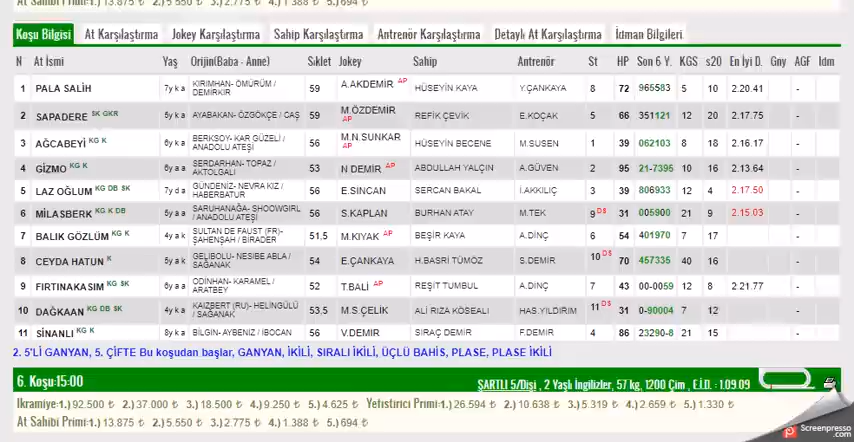 At Sahibi Primi:1.) 13.875 ₺ 2.) 5.550 ₺ 3.) 2.775 ₺ 4.) 1.388 ₺ 5.) 694 ₺
Koşu Bilgisi At Karşılaştırma Jokey Karşılaştırma Sahip Karşılaştırma Antrenör Karşılaştırma Detaylı At Karşılaştırma İdman Bilgileri
N At İsmi Yaş Orijin(Baba - Anne) Sıklet Jokey Sahip Antrenör St HP Son 6 Y. KGS s20 En İyi D. Gny AGF Idm
1 PALA SALİH 7y k a KIRIMHAN- ÖMÜRÜM / DEMİRKIR 59 A.AKDEMİR AP HÜSEYİN KAYA Y.ÇANKAYA 8 72 965583 5 10 2.20.41 -
2 SAPADERE SK GKR 5y k a AYABAKAN- ÖZGÖKÇE / CAŞ 59 M.ÖZDEMİR AP REFİK ÇEVİK E.KOÇAK 5 66 351121 12 20 2.17.75 -
3 AĞCABEYİ KG K 6y k a BERKSOY- KAR GÜZELİ / ANADOLU ATEŞİ 56 M.N.SUNKAR AP HÜSEYİN BECENE M.SUSEN 1 39 062103 8 18 2.16.17 -
4 GİZMO KG K 6y a a SERDARHAN- TOPAZ / AKTOLGALI 53 N DEMİR AP ABDULLAH YALÇIN A.GÜVEN 2 95 21-7395 10 16 2.13.64 -
5 LAZ OĞLUM KG DB SK 7y d a GÜNDENİZ- NEVRA KIZ / HABERBATUR 56 E.SİNCAN SERCAN BAKAL İ.AKKILIÇ 3 39 806933 12 4 2.17.50 -
6 MİLASBERK KG K DB 5y a a SARUHANAĞA- SHOOWGIRL / ANADOLU ATEŞİ 56 S.KAPLAN BURHAN ATAY M.TEK 9 DS 31 005900 21 9 2.15.03 -
7 BALIK GÖZLÜM KG K 4y a k SULTAN DE FAUST (FR)- ŞAHENŞAH / BIRADER 51,5 M.KIYAK AP BEŞİR KAYA A.DİNÇ 6 54 401970 7 17 -
8 CEYDA HATUN K 5y a k GELİBOLU- NESİBE ABLA / SAĞANAK 54 E.ÇANKAYA H.BASRİ TÜMÖZ S.DEMİR 10 DS 70 457335 40 16 -
9 FIRTINAKASIM KG SK 6y a a ODİNHAN- KARAMEL / ARATBEY 52 T.BALİ AP REŞİT TUMBUL A.DİNÇ 7 43 00-0059 12 8 2.21.77 -
10 DAĞKAAN KG DB SK 4y k a KAIZBERT (RU)- HELİNGÜLÜ / SAĞANAK 53,5 M.S.ÇELİK ALİ RIZA KÖSEALİ HAS.YILDIRIM 11 DS 31 0-90004 7 12 -
11 SİNANLI KG K 8y k a BİLGİN- AYBENİZ / İBOCAN 56 V.DEMİR SIRAÇ DEMİR F.DEMİR 4 86 23290-8 21 15 -
2. 5'Lİ GANYAN, 5. ÇİFTE Bu koşudan başlar, GANYAN, İKİLİ, SIRALI İKİLİ, ÜÇLÜ BAHİS, PLASE, PLASE İKİLİ
6. Koşu:15:00 ŞARTLI 5/Dişi , 2 Yaşlı İngilizler, 57 kg, 1200 Çim , E.İ.D. : 1.09.09
İkramiye:1.) 92.500 ₺ 2.) 37.000 ₺ 3.) 18.500 ₺ 4.) 9.250 ₺ 5.) 4.625 ₺ Yetiştirici Primi:1.) 26.594 ₺ 2.) 10.638 ₺ 3.) 5.319 ₺ 4.) 2.659 ₺ 5.) 1.330 ₺
At Sahibi Primi:1.) 13.875 ₺ 2.) 5.550 ₺ 3.) 2.775 ₺ 4.) 1.388 ₺ 5.) 694 ₺
Screenpresso
.com